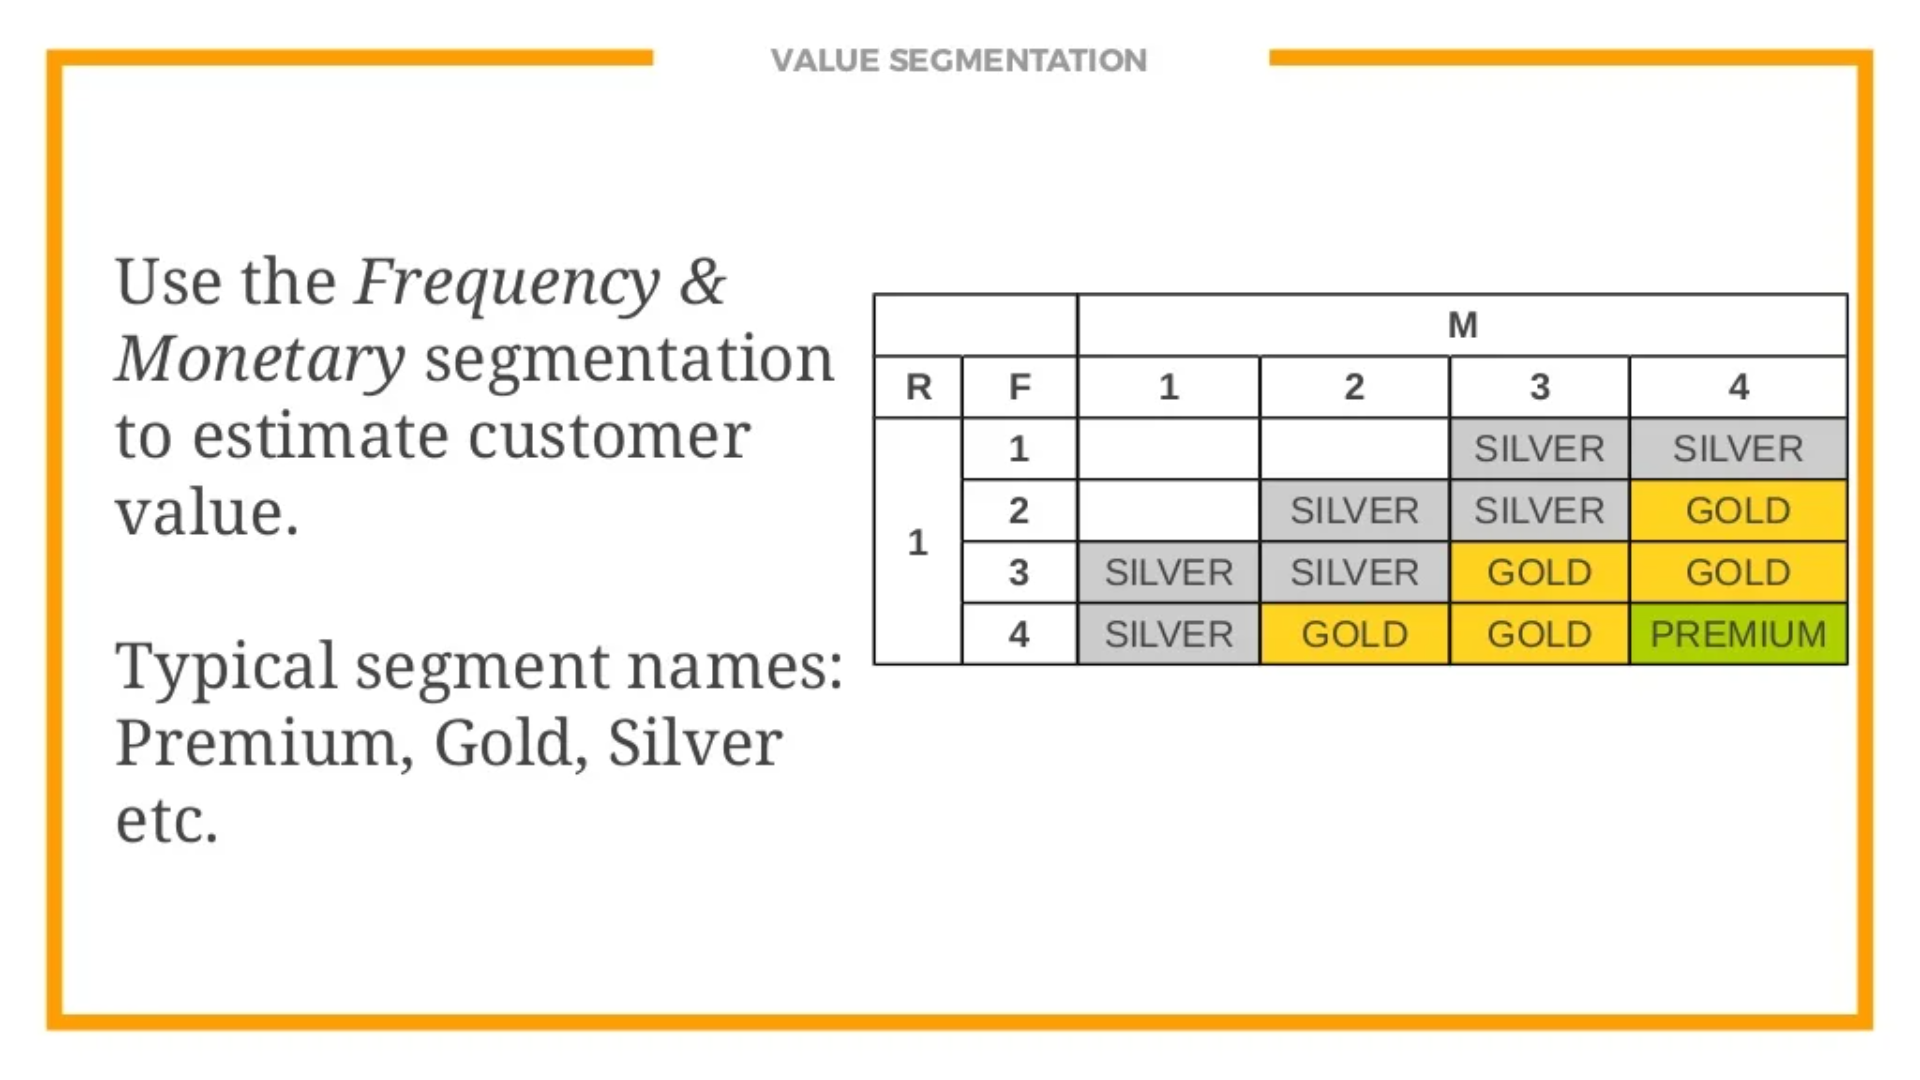 VALUE SEGMENTATION
Use the Frequency &
Monetary segmentation
to estimate customer
value.
Typical segment names:
Premium, Gold, Silver
etc.
M
R F 1 2 3 4
1
1 SILVER SILVER
2 SILVER SILVER GOLD
3 SILVER SILVER GOLD GOLD
4 SILVER GOLD GOLD PREMIUM